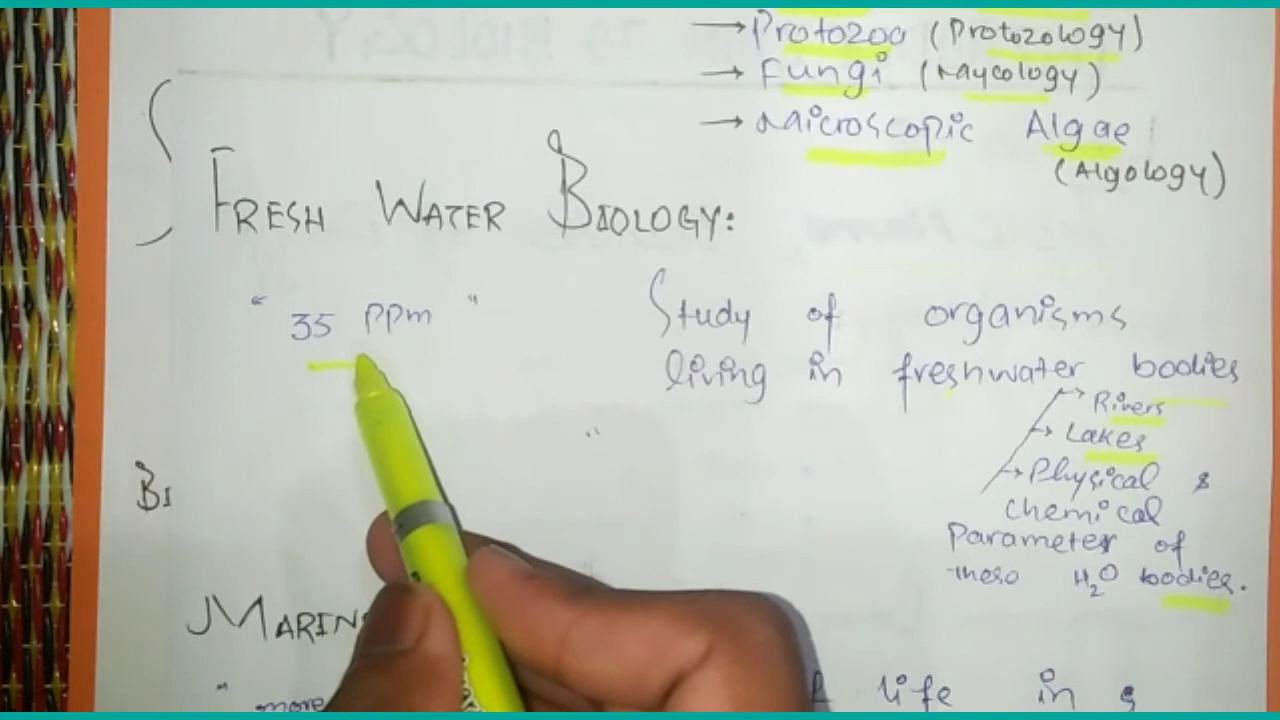 → Protozoa (Protozology)
→ Fungi (Maycology)
→ Microscopic Algae
(Algology)
FRESH WATER BIOLOGY:
" 35 PPm "
Study of organisms
living in freshwater bodies
→ Rivers
→ Lakes
→ Physical &
chemical
Parameter of
these H₂O bodies.
BI
MARIN
" more
life in